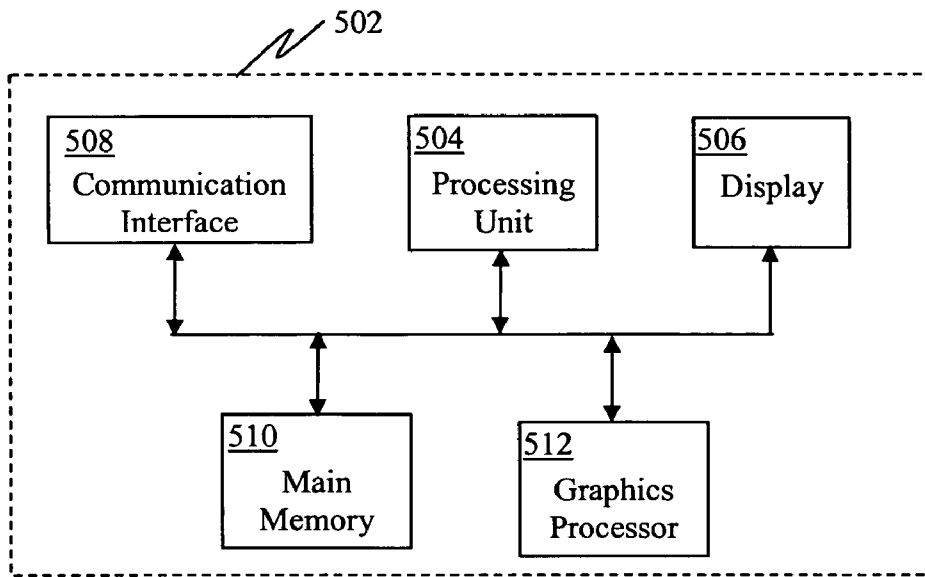 502
508
Communication
Interface
504
Processing
Unit
506
Display
510
Main
Memory
512
Graphics
Processor